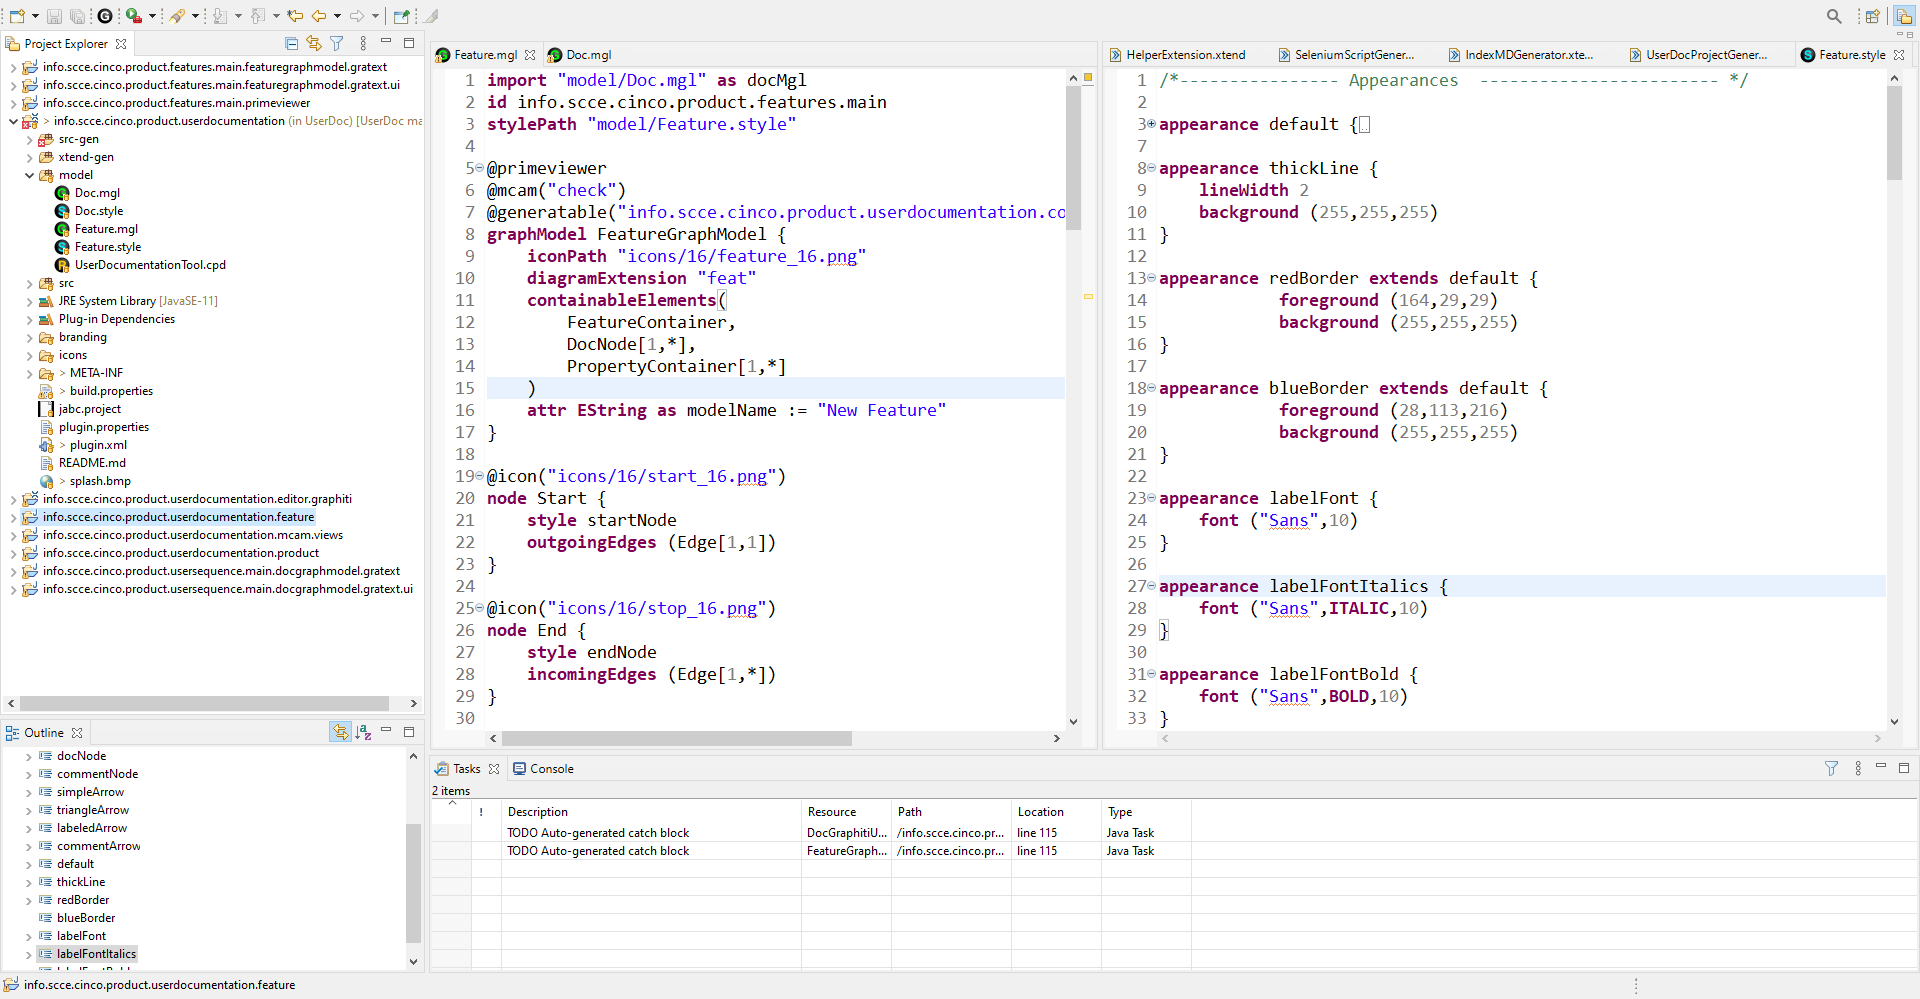 Project Explorer
info.scce.cinco.product.features.main.featuregraphmodel.gratext
info.scce.cinco.product.features.main.featuregraphmodel.gratext.ui
info.scce.cinco.product.features.main.primeviewer
> info.scce.cinco.product.userdocumentation (in UserDoc) [UserDoc ma
src-gen
xtend-gen
model
Doc.mgl
Doc.style
Feature.mgl
Feature.style
UserDocumentationTool.cpd
src
JRE System Library [JavaSE-11]
Plug-in Dependencies
branding
icons
> META-INF
> build.properties
jabc.project
plugin.properties
> plugin.xml
README.md
> splash.bmp
info.scce.cinco.product.userdocumentation.editor.graphiti
info.scce.cinco.product.userdocumentation.feature
info.scce.cinco.product.userdocumentation.mcam.views
info.scce.cinco.product.userdocumentation.product
info.scce.cinco.product.usersequence.main.docgraphmodel.gratext
info.scce.cinco.product.usersequence.main.docgraphmodel.gratext.ui
Outline
docNode
commentNode
simpleArrow
triangleArrow
labeledArrow
commentArrow
default
thickLine
redBorder
blueBorder
labelFont
labelFontItalics
Feature.mgl Doc.mgl
1 import "model/Doc.mgl" as docMgl
2 id info.scce.cinco.product.features.main
3 stylePath "model/Feature.style"
4
5 @primeviewer
6 @mcam("check")
7 @generatable("info.scce.cinco.product.userdocumentation.co
8 graphModel FeatureGraphModel {
9 iconPath "icons/16/feature_16.png"
10 diagramExtension "feat"
11 containableElements(
12 FeatureContainer,
13 DocNode[1,*],
14 PropertyContainer[1,*]
15 )
16 attr EString as modelName := "New Feature"
17 }
18
19 @icon("icons/16/start_16.png")
20 node Start {
21 style startNode
22 outgoingEdges (Edge[1,1])
23 }
24
25 @icon("icons/16/stop_16.png")
26 node End {
27 style endNode
28 incomingEdges (Edge[1,*])
29 }
30
HelperExtension.xtend SeleniumScriptGener... IndexMDGenerator.xte... UserDocProjectGener... Feature.style
1 /*---------------- Appearances ------------------------ */
2
3 appearance default {
7
8 appearance thickLine {
9 lineWidth 2
10 background (255,255,255)
11 }
12
13 appearance redBorder extends default {
14 foreground (164,29,29)
15 background (255,255,255)
16 }
17
18 appearance blueBorder extends default {
19 foreground (28,113,216)
20 background (255,255,255)
21 }
22
23 appearance labelFont {
24 font ("Sans",10)
25 }
26
27 appearance labelFontItalics {
28 font ("Sans",ITALIC,10)
29 }
30
31 appearance labelFontBold {
32 font ("Sans",BOLD,10)
33 }
Tasks Console
2 items
! Description Resource Path Location Type
TODO Auto-generated catch block DocGraphitiU... /info.scce.cinco.pr... line 115 Java Task
TODO Auto-generated catch block FeatureGraph... /info.scce.cinco.pr... line 115 Java Task
info.scce.cinco.product.userdocumentation.feature